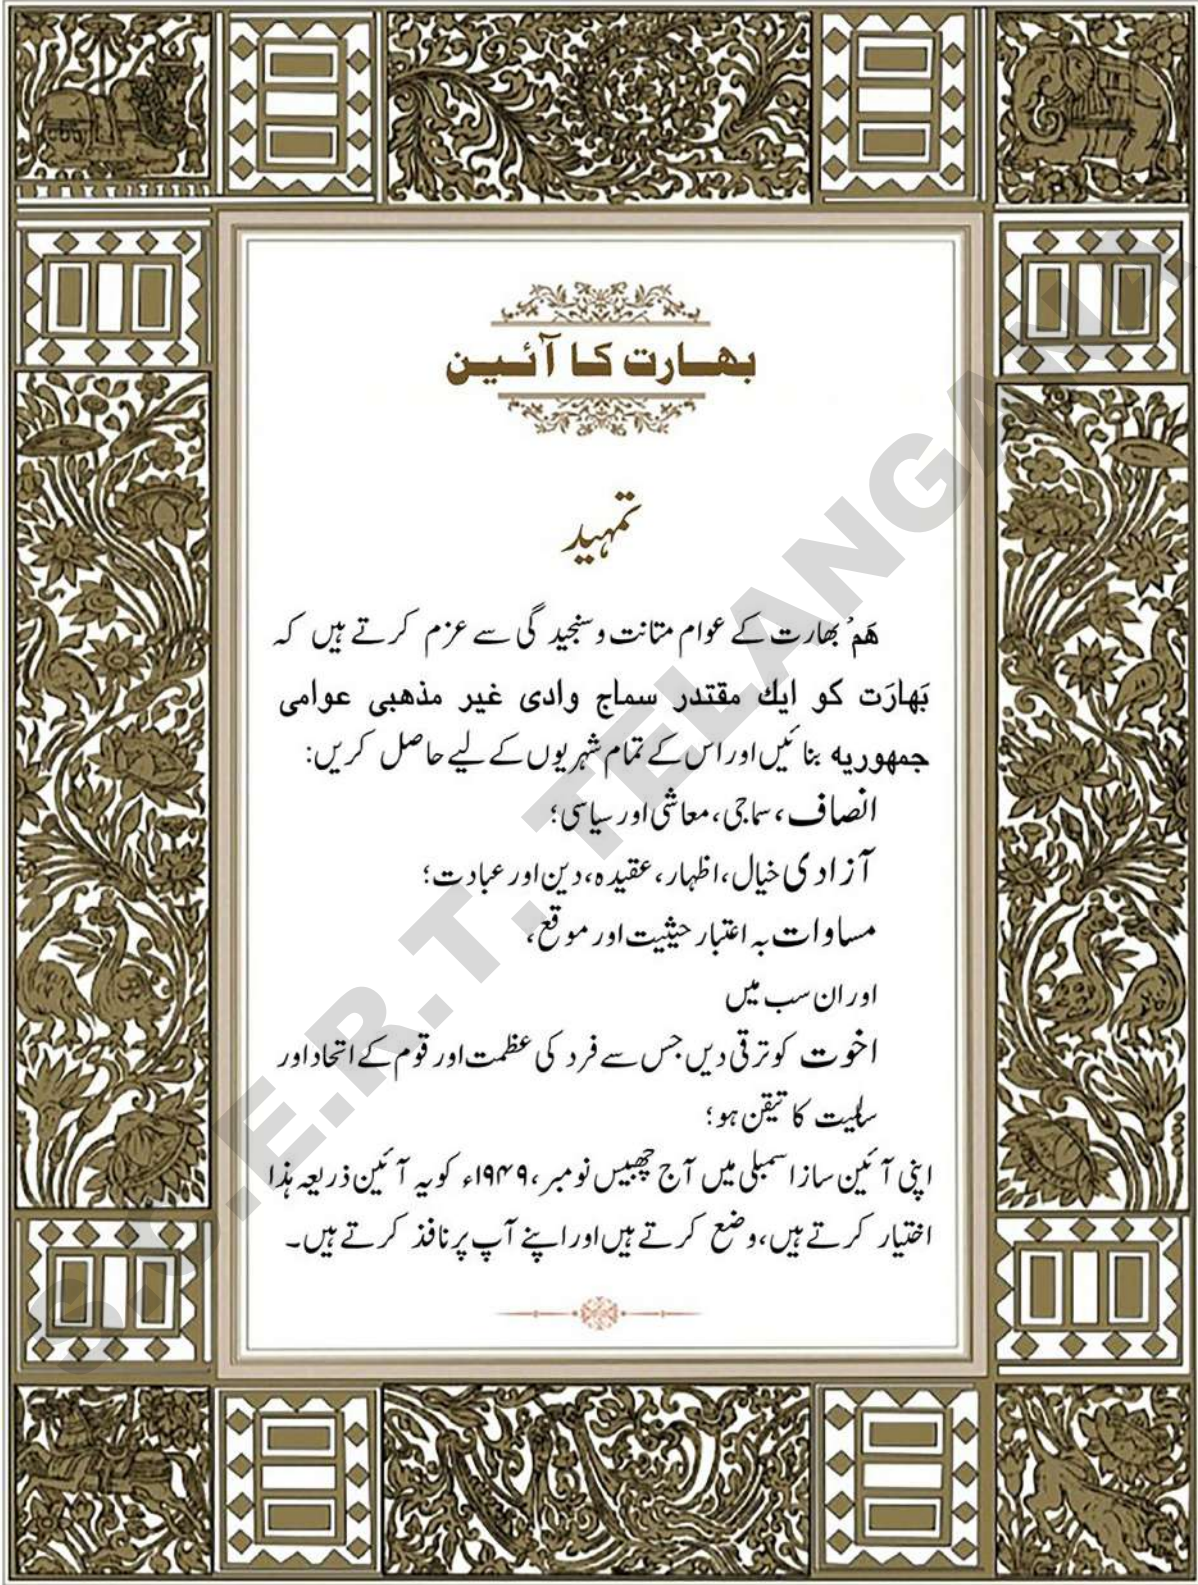 بھارت کا آئین
تمہید
ہَم بھارت کے عوام متانت و سنجیدگی سے عزم کرتے ہیں کہ
بَھارَت کو ایک مقتدر سماج وادی غیر مذھبی عوامی
جمہوریہ بنائیں اور اس کے تمام شہریوں کے لیے حاصل کریں:
انصاف، سماجی، معاشی اور سیاسی؛
آزادی خیال، اظہار، عقیدہ، دین اور عبادت؛
مساوات بہ اعتبار حیثیت اور موقع،
اور ان سب میں
اخوت کو ترقی دیں جس سے فرد کی عظمت اور قوم کے اتحاد اور
سالمیت کا تیقن ہو؛
اپنی آئین ساز اسمبلی میں آج چھبیس نومبر، ۱۹۴۹ء کو یہ آئین ذریعہ ہٰذا
اختیار کرتے ہیں، وضع کرتے ہیں اور اپنے آپ پر نافذ کرتے ہیں۔
S.C.E.R.T. TELANGANA